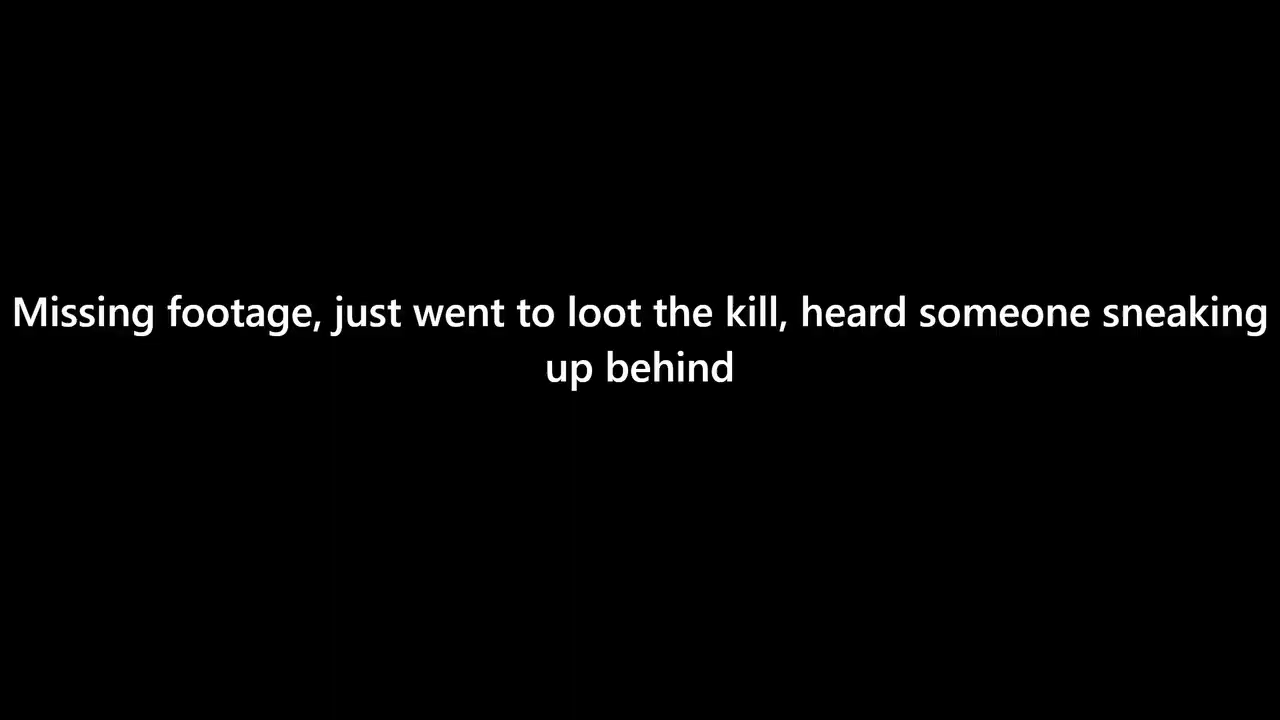 Missing footage, just went to loot the kill, heard someone sneaking
up behind